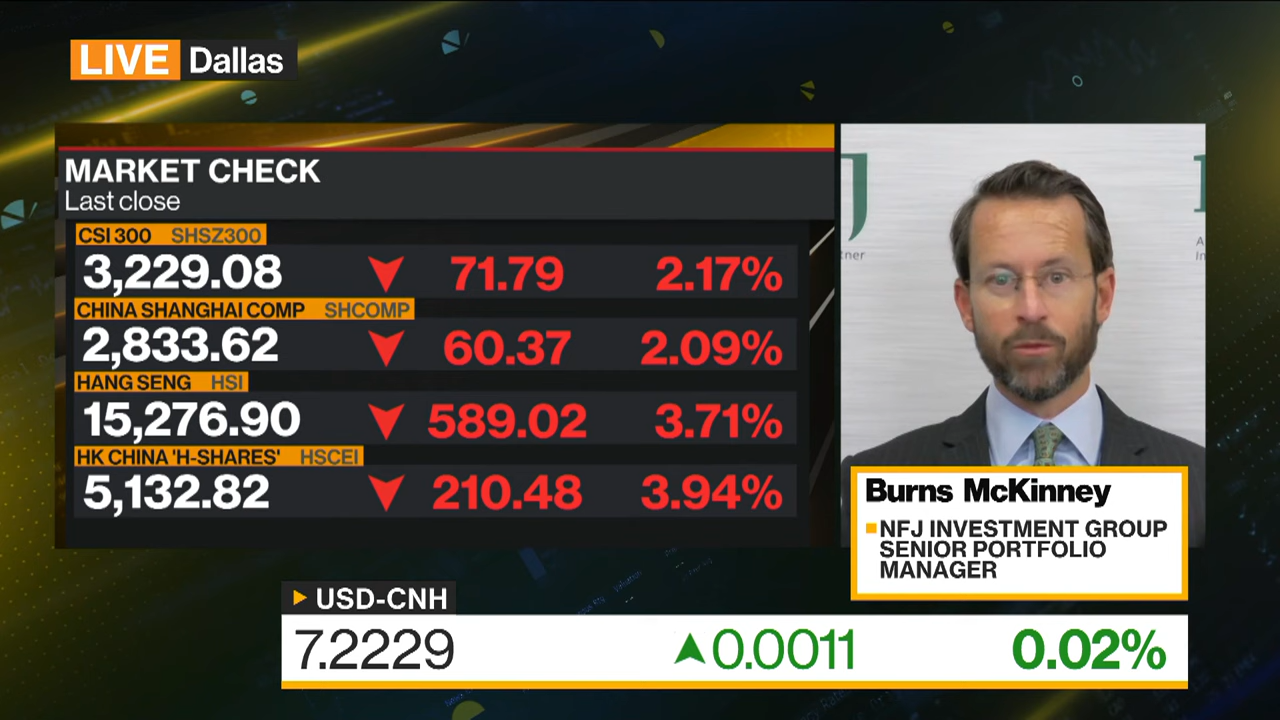 LIVE Dallas
MARKET CHECK
Last close
CSI 300 SHSZ300
3,229.08 ▼ 71.79 2.17%
CHINA SHANGHAI COMP SHCOMP
2,833.62 ▼ 60.37 2.09%
HANG SENG HSI
15,276.90 ▼ 589.02 3.71%
HK CHINA 'H-SHARES' HSCEI
5,132.82 ▼ 210.48 3.94%
J
tner
A
In
Burns McKinney
NFJ INVESTMENT GROUP
SENIOR PORTFOLIO
MANAGER
USD-CNH
7.2229 ▲ 0.0011 0.02%